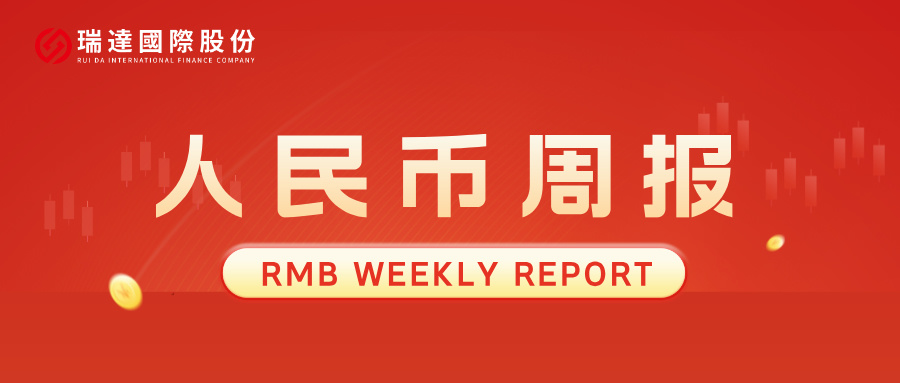 瑞達國際股份
RUI DA INTERNATIONAL FINANCE COMPANY
人民币周报
RMB WEEKLY REPORT